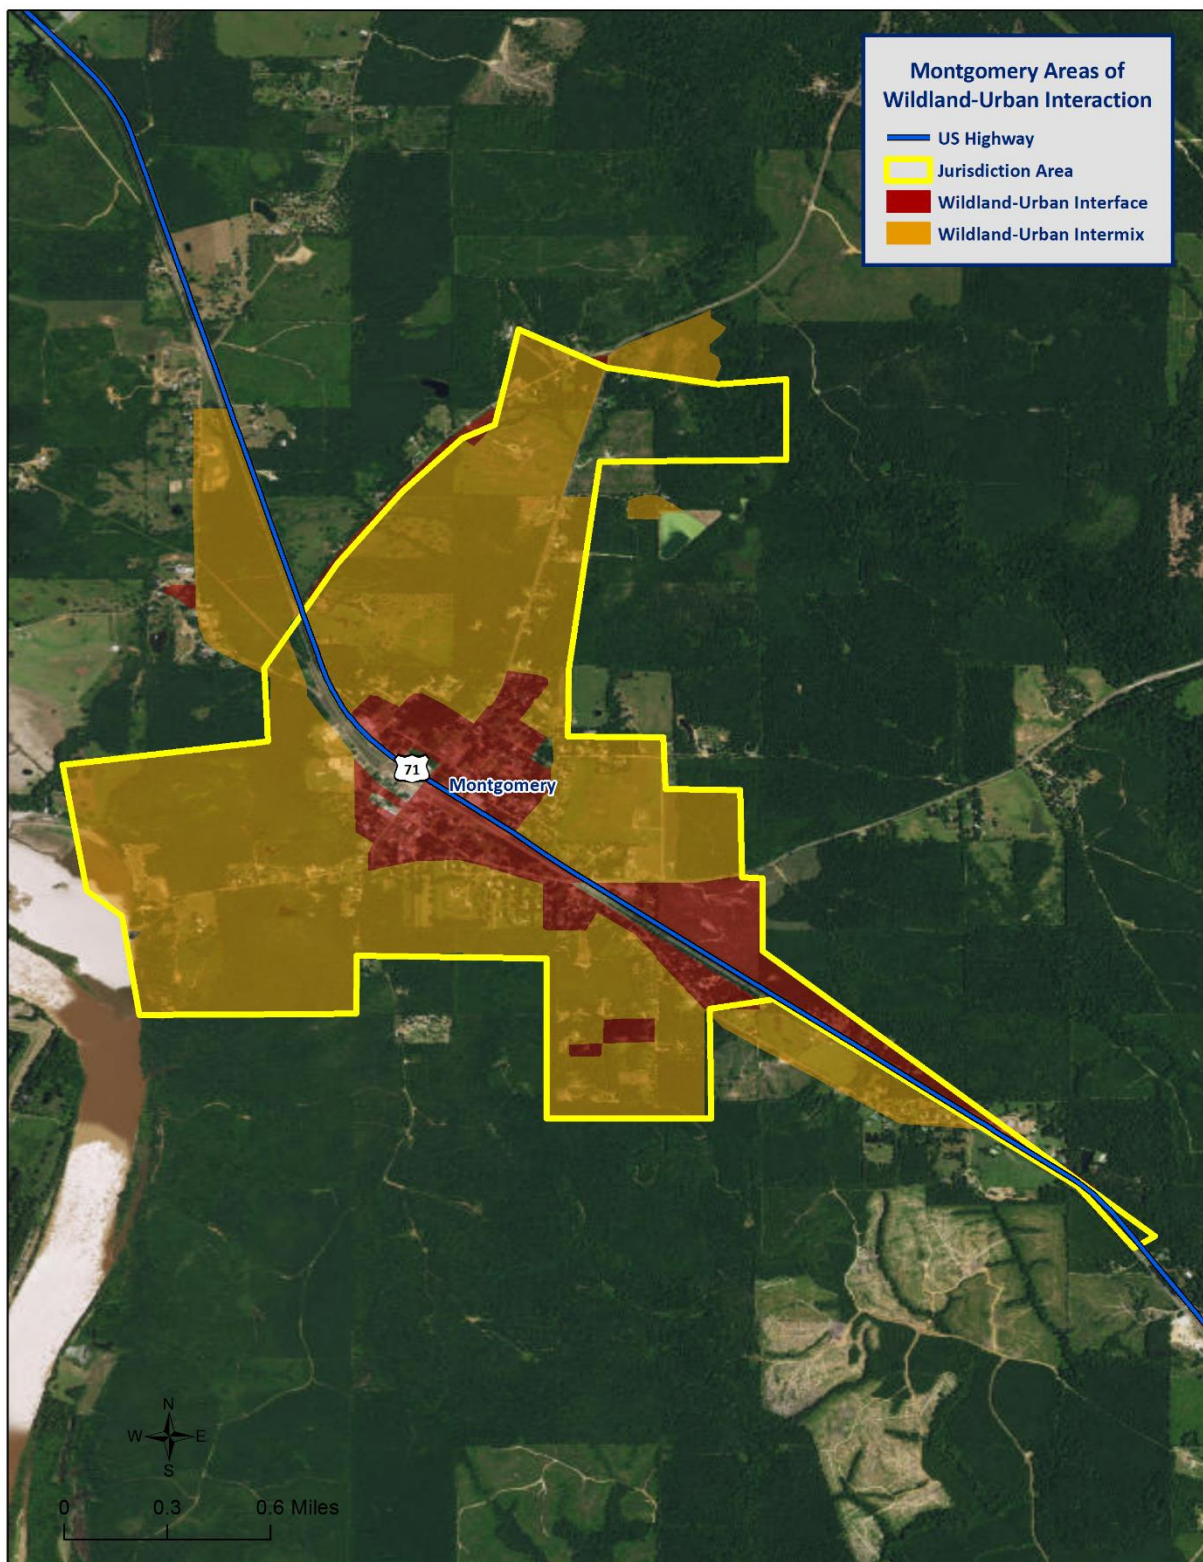 Montgomery Areas of
Wildland-Urban Interaction
US Highway
Jurisdiction Area
Wildland-Urban Interface
Wildland-Urban Intermix
71
Montgomery
N
W E
S
0 0.3 0.6 Miles